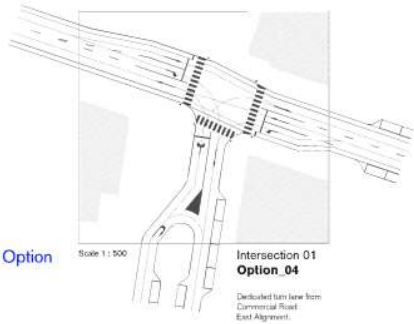 Option
Scale 1 : 500
Intersection 01
Option_04
Dedicated turn lane from
Commercial Road.
East Alignment.